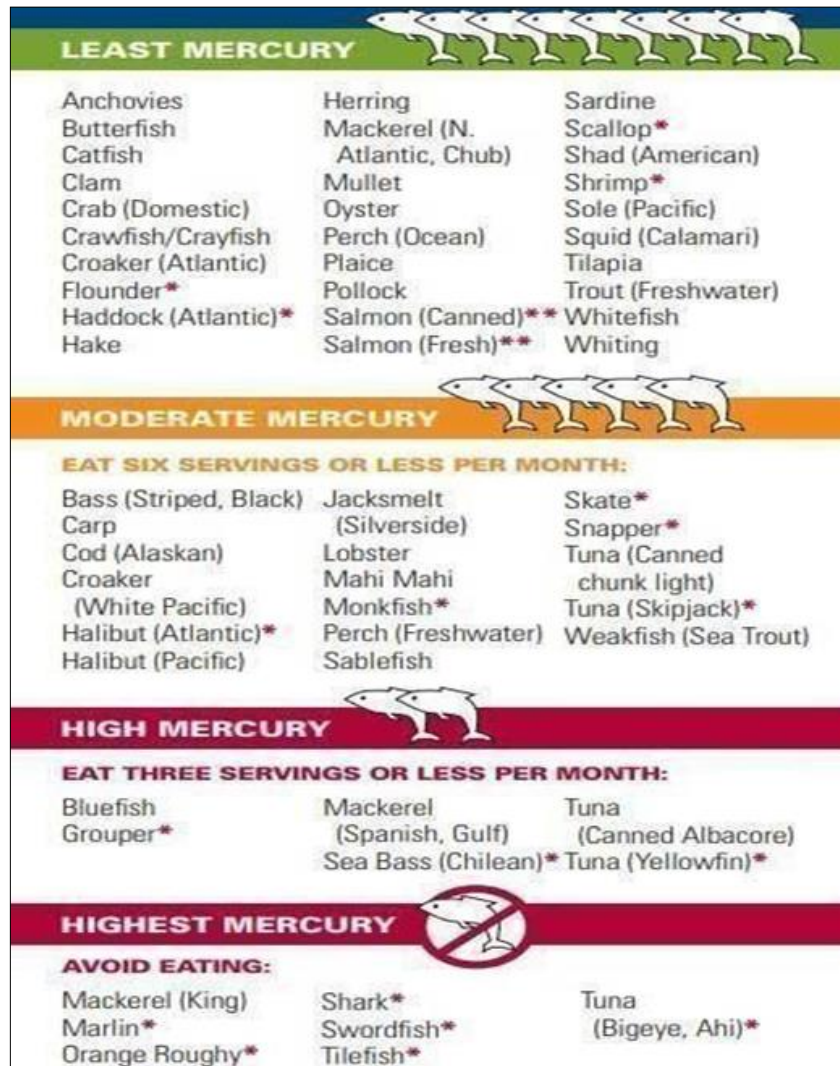 LEAST MERCURY
Anchovies
Butterfish
Catfish
Clam
Crab (Domestic)
Crawfish/Crayfish
Croaker (Atlantic)
Flounder*
Haddock (Atlantic)*
Hake
Herring
Mackerel (N.
Atlantic, Chub)
Mullet
Oyster
Perch (Ocean)
Plaice
Pollock
Salmon (Canned)**
Salmon (Fresh)**
Sardine
Scallop*
Shad (American)
Shrimp*
Sole (Pacific)
Squid (Calamari)
Tilapia
Trout (Freshwater)
Whitefish
Whiting
MODERATE MERCURY
EAT SIX SERVINGS OR LESS PER MONTH:
Bass (Striped, Black)
Carp
Cod (Alaskan)
Croaker
(White Pacific)
Halibut (Atlantic)*
Halibut (Pacific)
Jacksmelt
(Silverside)
Lobster
Mahi Mahi
Monkfish*
Perch (Freshwater)
Sablefish
Skate*
Snapper*
Tuna (Canned
chunk light)
Tuna (Skipjack)*
Weakfish (Sea Trout)
HIGH MERCURY
EAT THREE SERVINGS OR LESS PER MONTH:
Bluefish
Grouper*
Mackerel
(Spanish, Gulf)
Sea Bass (Chilean)*
Tuna
(Canned Albacore)
Tuna (Yellowfin)*
HIGHEST MERCURY
AVOID EATING:
Mackerel (King)
Marlin*
Orange Roughy*
Shark*
Swordfish*
Tilefish*
Tuna
(Bigeye, Ahi)*